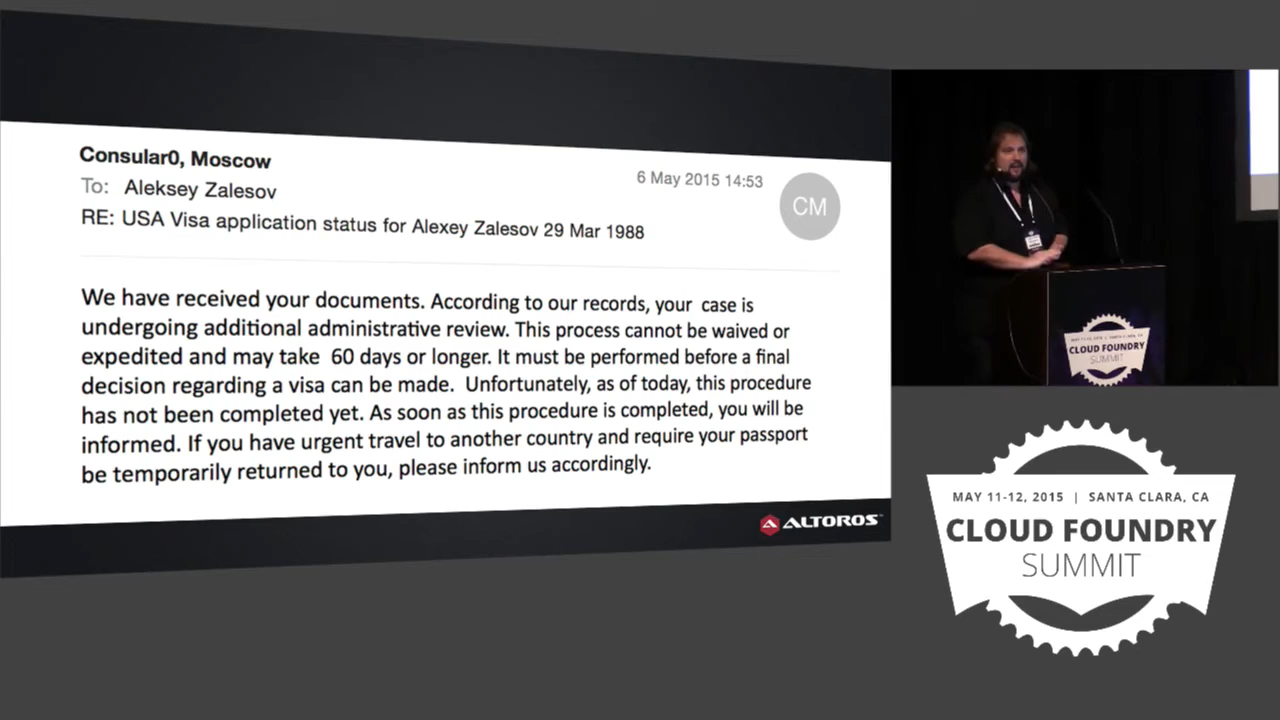 Consular0, Moscow
To: Aleksey Zalesov
RE: USA Visa application status for Alexey Zalesov 29 Mar 1988
6 May 2015 14:53
CM
We have received your documents. According to our records, your case is
undergoing additional administrative review. This process cannot be waived or
expedited and may take 60 days or longer. It must be performed before a final
decision regarding a visa can be made. Unfortunately, as of today, this procedure
has not been completed yet. As soon as this procedure is completed, you will be
informed. If you have urgent travel to another country and require your passport
be temporarily returned to you, please inform us accordingly.
ALTOROS
CLOUD FOUNDRY
SUMMIT
MAY 11-12, 2015 | SANTA CLARA, CA
CLOUD FOUNDRY
SUMMIT